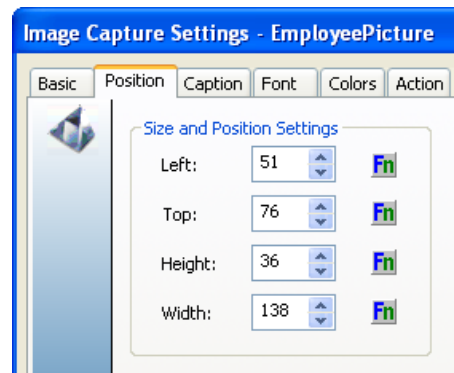 Image Capture Settings - EmployeePicture
Basic Position Caption Font Colors Action
Size and Position Settings
Left: 51 Fn
Top: 76 Fn
Height: 36 Fn
Width: 138 Fn